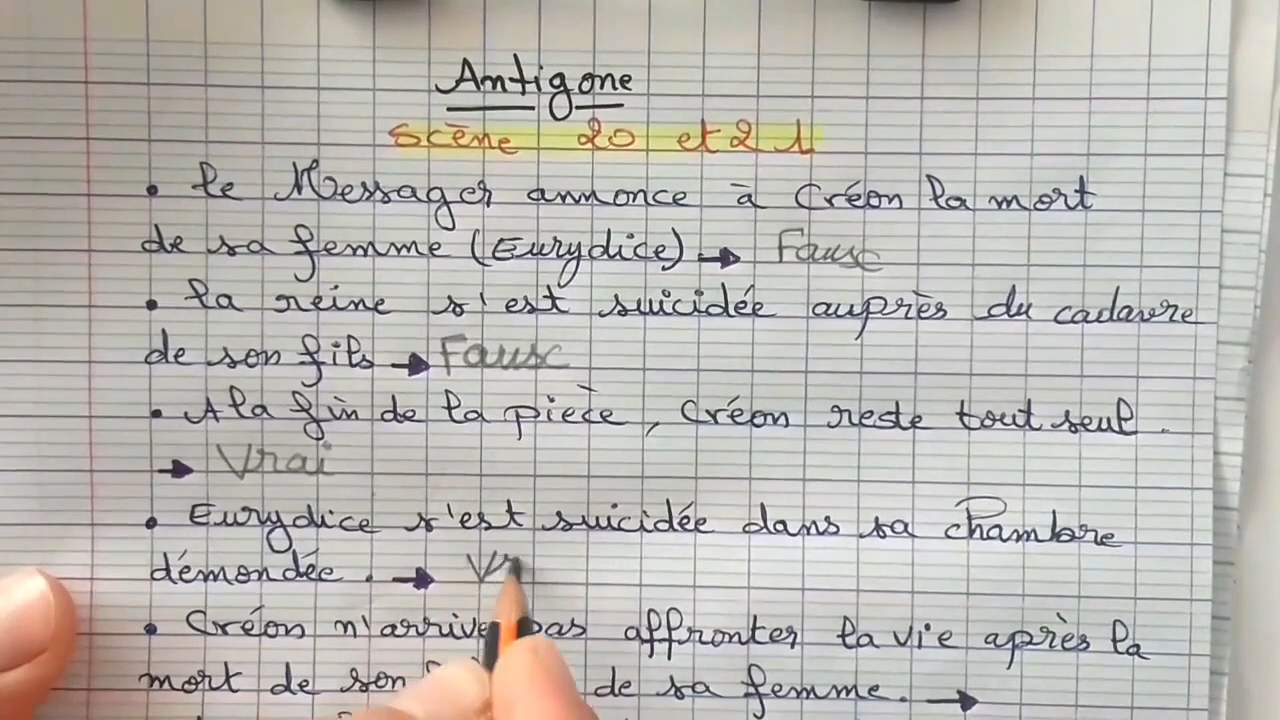 Antigone
scène 20 et 21
• le Messager annonce à Créon la mort
de sa femme (Eurydice) → Faux
• la reine s'est suicidée auprès du cadavre
de son fils → Faux
• A la fin de la pièce, Créon reste tout seul.
→ Vrai
• Eurydice s'est suicidée dans sa chambre
démondée. → Vr
• Créon n'arrive pas affronter la vie après la
mort de son de sa femme. →